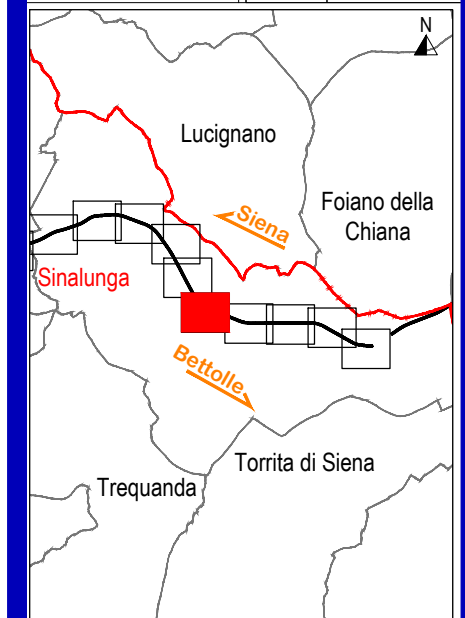 N
Lucignano
Siena
Foiano della
Chiana
Sinalunga
Bettolle
Torrita di Siena
Trequanda